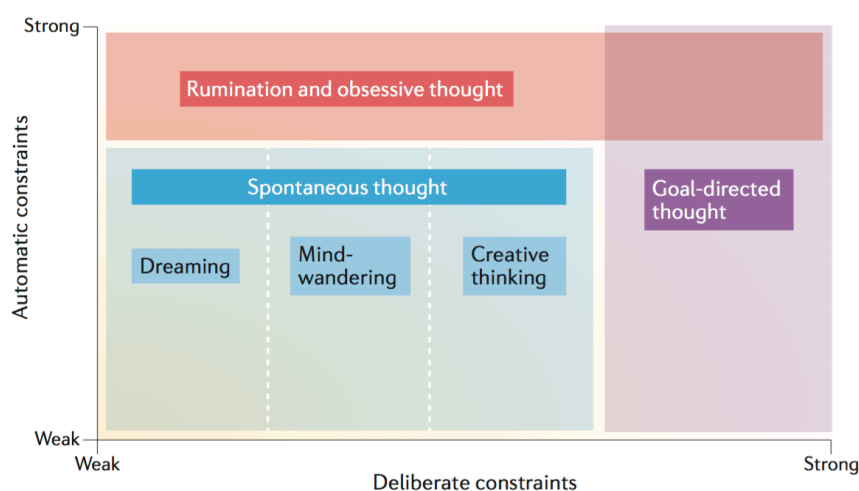 Strong
Automatic constraints
Rumination and obsessive thought
Spontaneous thought
Goal-directed
thought
Dreaming
Mind-
wandering
Creative
thinking
Weak
Weak
Strong
Deliberate constraints